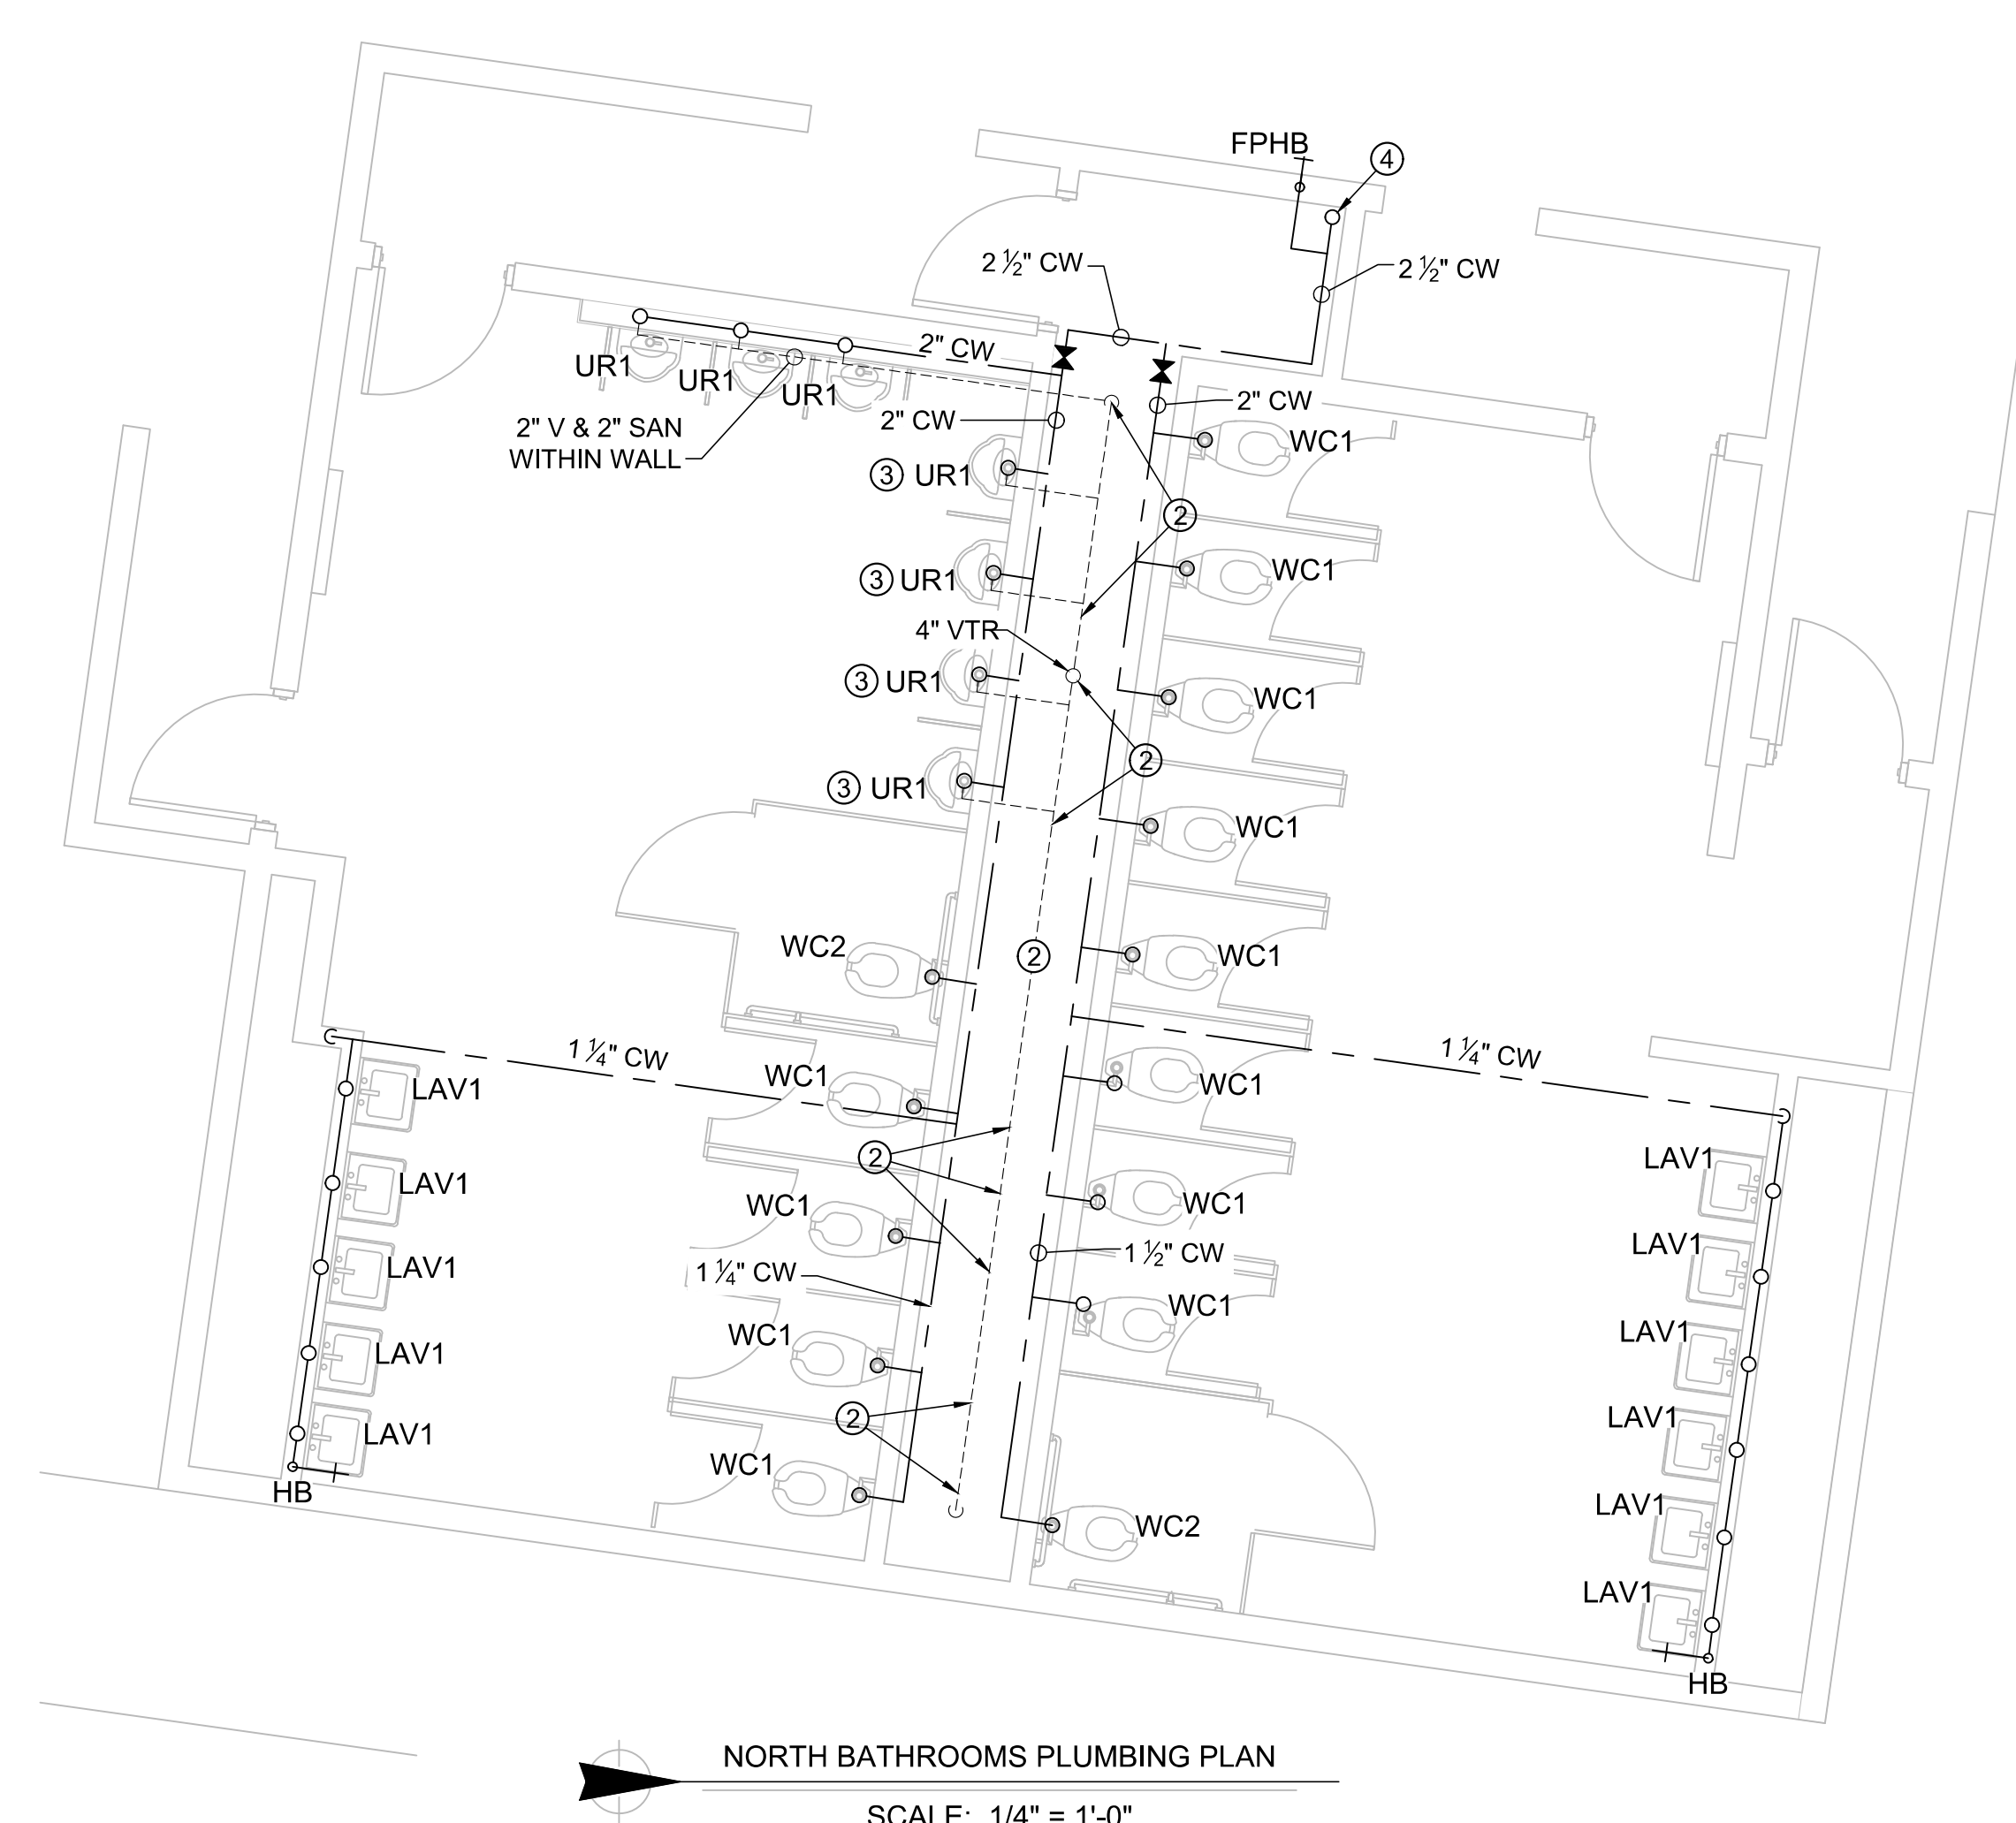 FPHB
4
2 ½" CW
2 ½" CW
2" CW
UR1
UR1
UR1
2" CW
2" CW
2" V & 2" SAN
WITHIN WALL
WC1
3 UR1
2
WC1
3 UR1
4" VTR
3 UR1
WC1
2
3 UR1
WC1
WC2
2
WC1
1 ¼" CW
1 ¼" CW
WC1
WC1
LAV1
2
LAV1
LAV1
WC1
WC1
LAV1
1 ½" CW
LAV1
1 ¼" CW
WC1
LAV1
WC1
LAV1
LAV1
2
LAV1
WC1
HB
WC2
LAV1
LAV1
HB
NORTH BATHROOMS PLUMBING PLAN
SCALE: 1/4" = 1'-0"